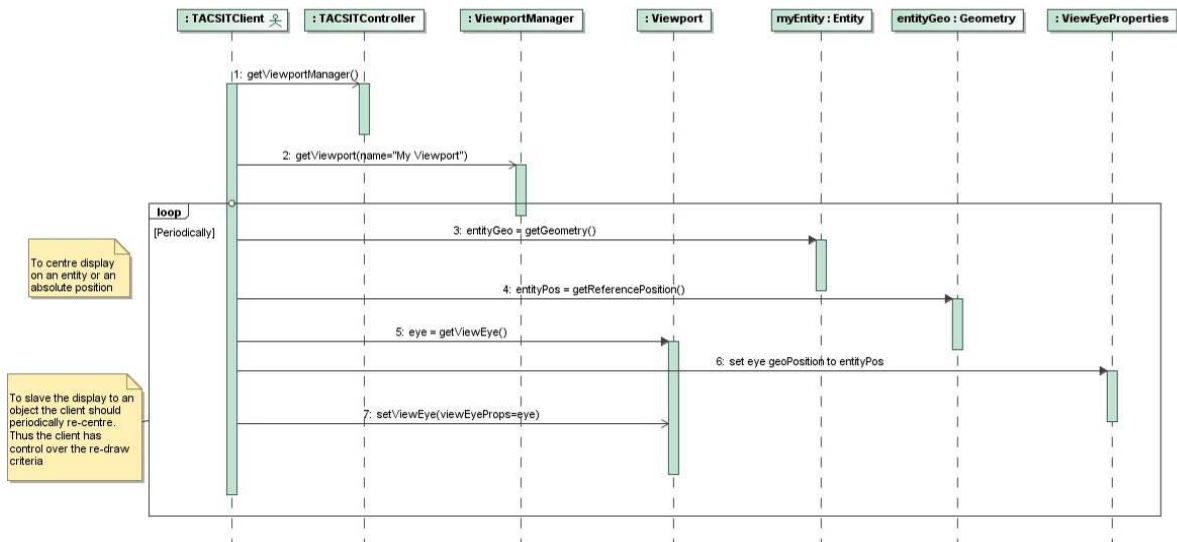 : TACSITClient
: TACSITController
: ViewportManager
: Viewport
myEntity : Entity
entityGeo : Geometry
: ViewEyeProperties
1: getViewportManager()
2: getViewport(name="My Viewport")
loop
[Periodically]
3: entityGeo = getGeometry()
To centre display
on an entity or an
absolute position
4: entityPos = getReferencePosition()
5: eye = getViewEye()
6: set eye geoPosition to entityPos
To slave the display to an
object the client should
periodically re-centre.
Thus the client has
control over the re-draw
criteria
7: setViewEye(viewEyeProps=eye)